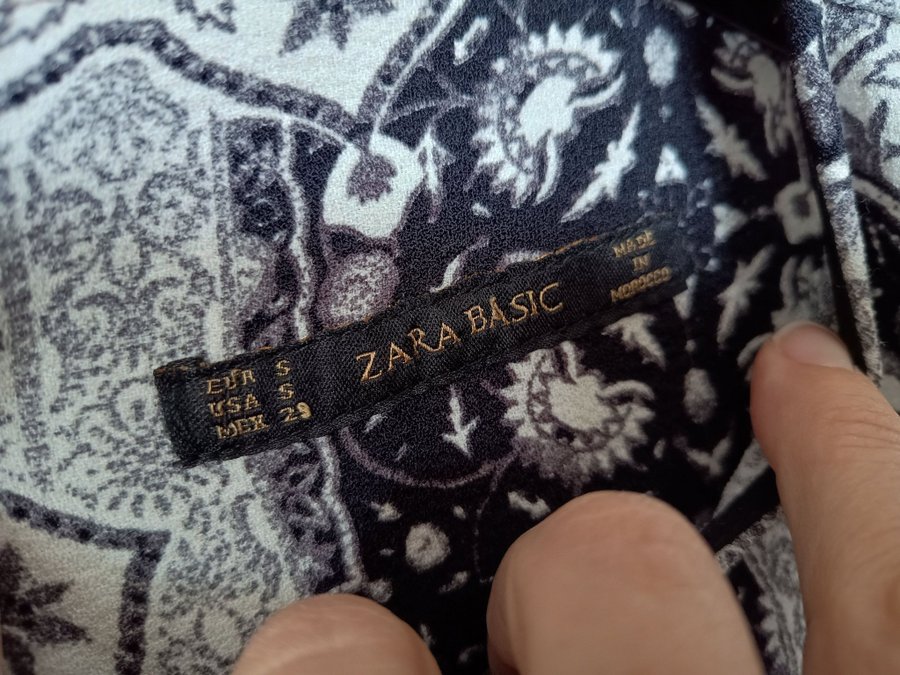 EUR S
USA S
MEX 29
ZARA BASIC
MADE
IN
MOROCCO